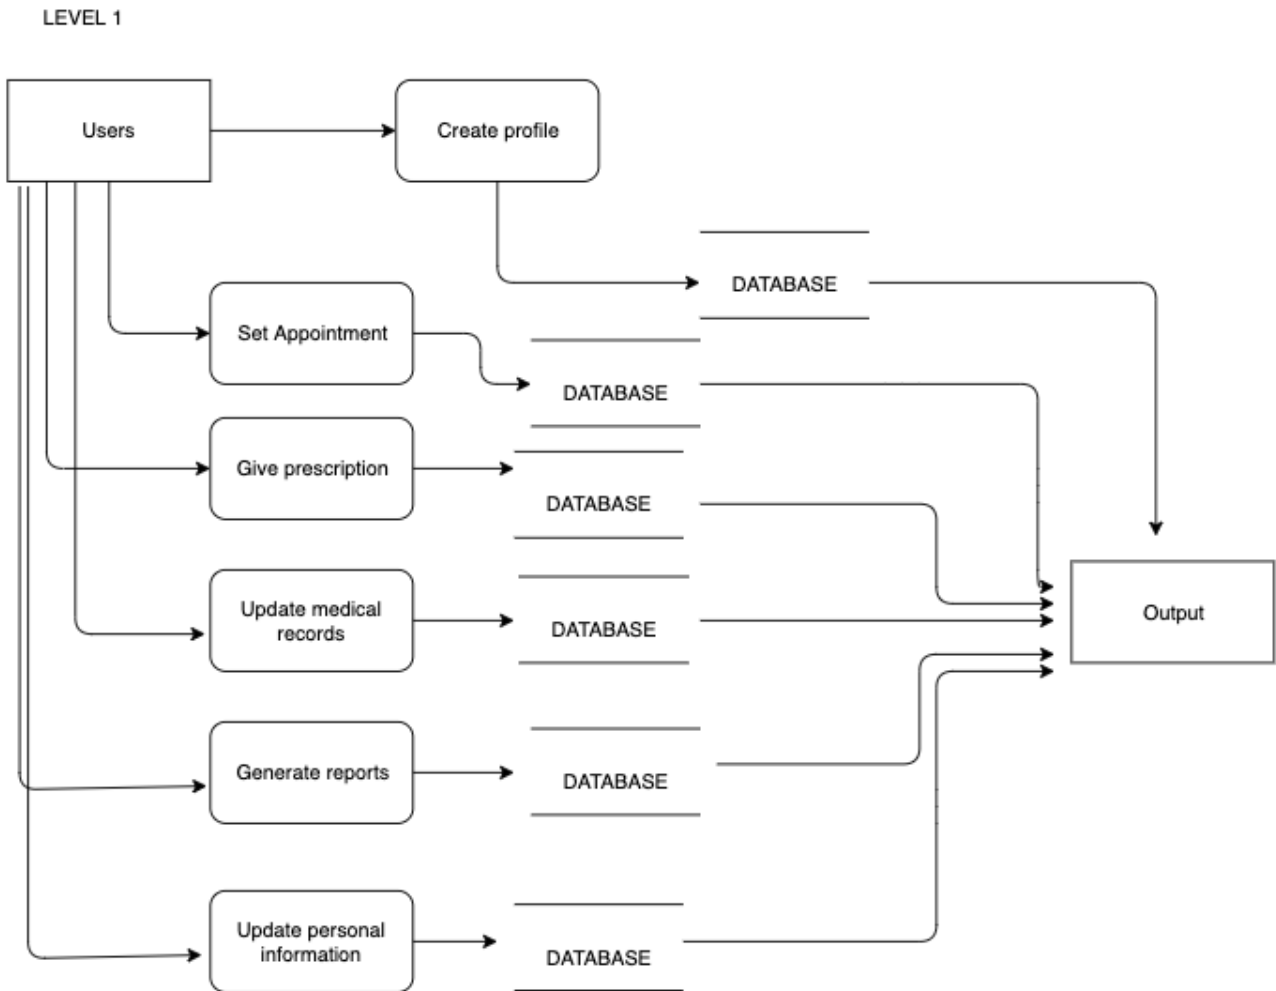 LEVEL 1
Users
Create profile
DATABASE
Set Appointment
DATABASE
Give prescription
DATABASE
Update medical
records
DATABASE
Output
Generate reports
DATABASE
Update personal
information
DATABASE